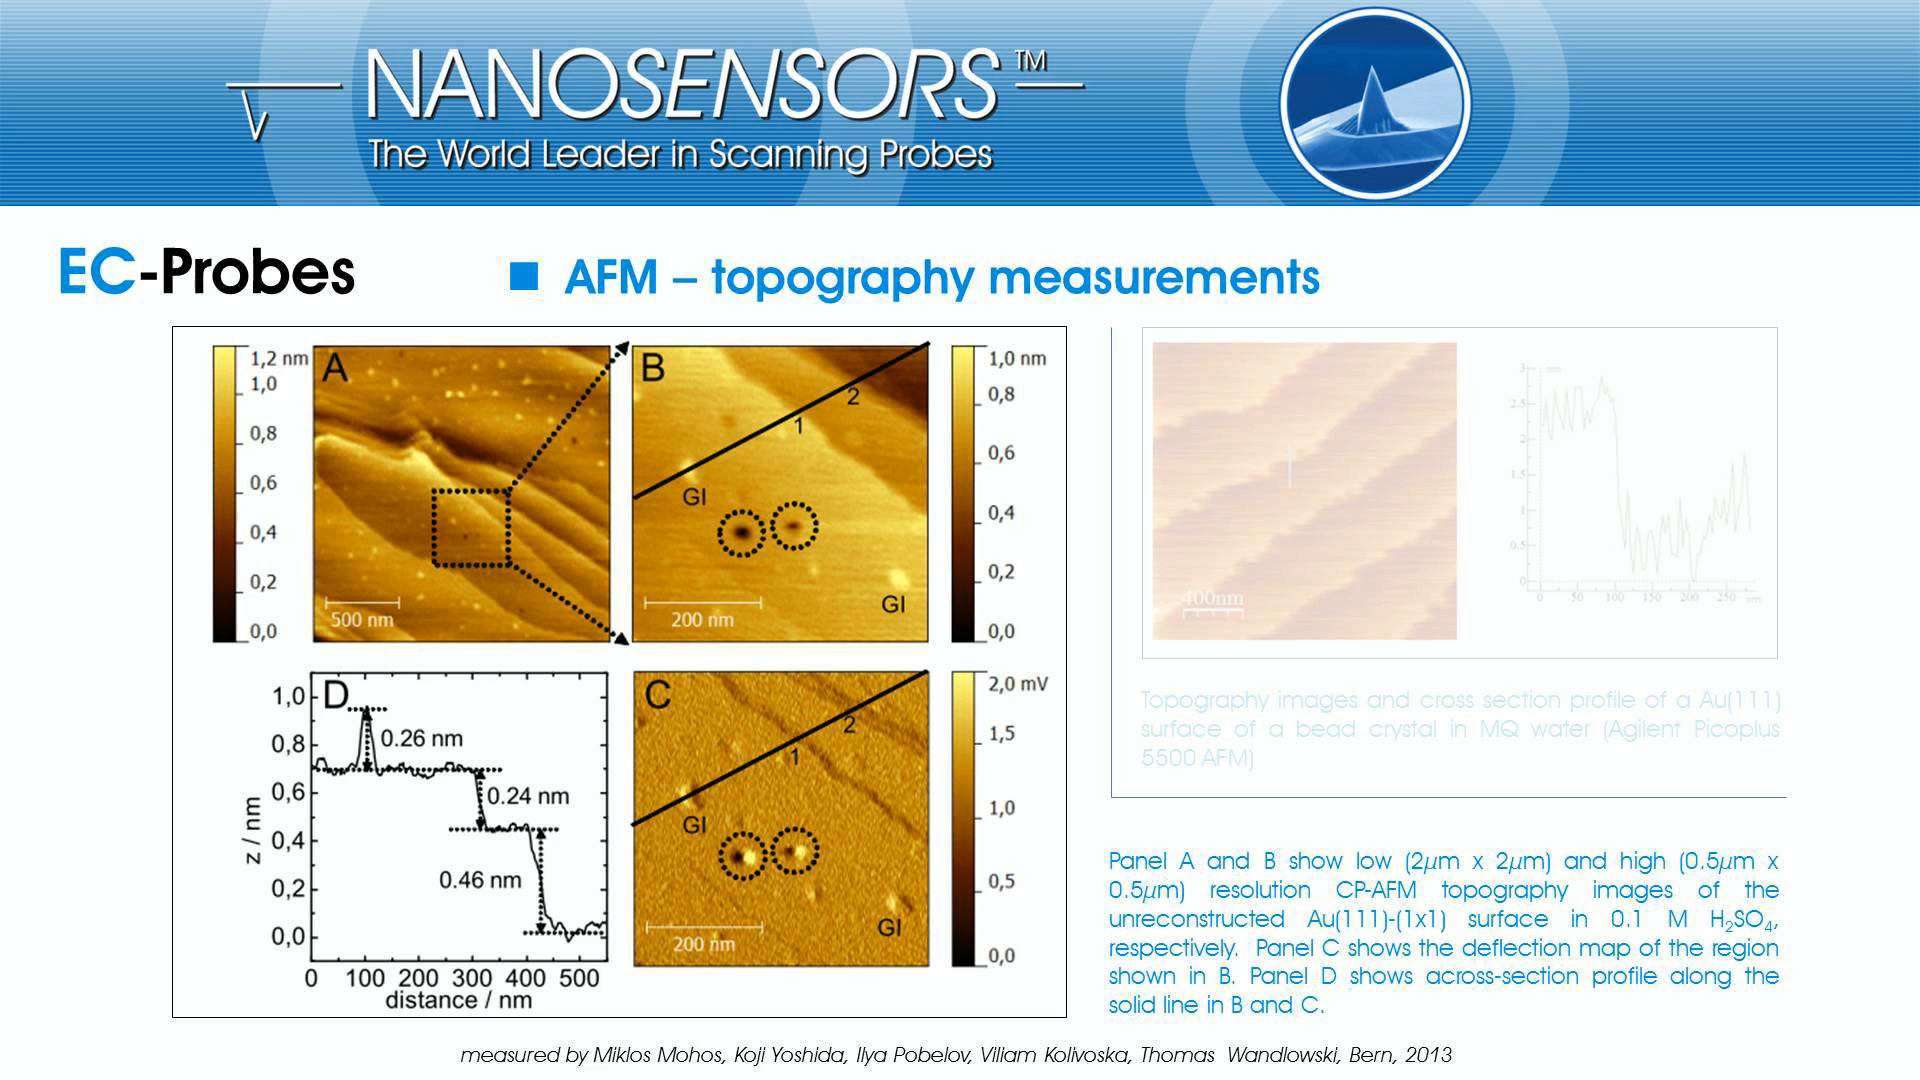 NANOSENSORS™
The World Leader in Scanning Probes
EC-Probes
■ AFM – topography measurements
1,2 nm
1,0
0,8
0,6
0,4
0,2
0,0
A
500 nm
B
2
1
GI
GI
200 nm
1,0 nm
0,8
0,6
0,4
0,2
0,0
D
1,0
0,8
0,6
0,4
0,2
0,0
z / nm
0.26 nm
0.24 nm
0.46 nm
0 100 200 300 400 500
distance / nm
C
2
1
GI
GI
200 nm
2,0 mV
1,5
1,0
0,5
0,0
400nm
3 nm
2.5
2
1.5
1
0.5
0
0 50 100 150 200 250 nm
Topography images and cross section profile of a Au(111)
surface of a bead crystal in MQ water (Agilent Picoplus
5500 AFM)
Panel A and B show low (2μm x 2μm) and high (0.5μm x
0.5μm) resolution CP-AFM topography images of the
unreconstructed Au(111)-(1x1) surface in 0.1 M H₂SO₄,
respectively. Panel C shows the deflection map of the region
shown in B. Panel D shows across-section profile along the
solid line in B and C.
measured by Miklos Mohos, Koji Yoshida, Ilya Pobelov, Viliam Kolivoska, Thomas Wandlowski, Bern, 2013